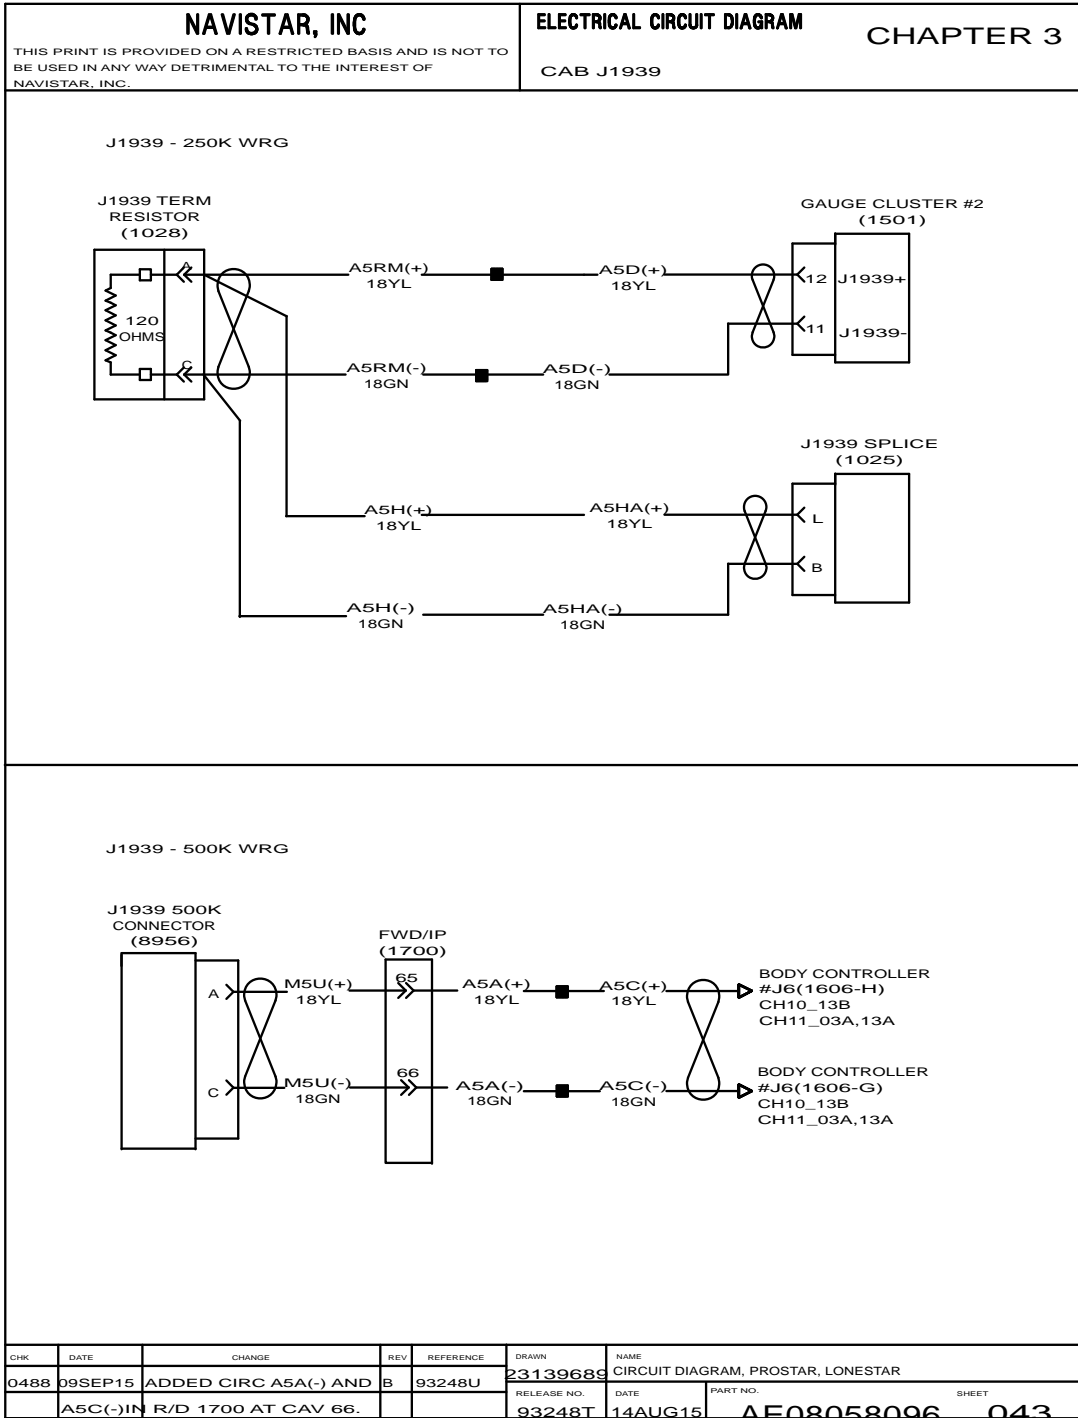 NAVISTAR, INC
THIS PRINT IS PROVIDED ON A RESTRICTED BASIS AND IS NOT TO
BE USED IN ANY WAY DETRIMENTAL TO THE INTEREST OF
NAVISTAR, INC.
ELECTRICAL CIRCUIT DIAGRAM
CHAPTER 3
CAB J1939
J1939 - 250K WRG
J1939 TERM
RESISTOR
(1028)
120
OHMS
A
C
A5RM(+)
18YL
A5D(+)
18YL
A5RM(-)
18GN
A5D(-)
18GN
GAUGE CLUSTER #2
(1501)
12 J1939+
11 J1939-
A5H(+)
18YL
A5HA(+)
18YL
A5H(-)
18GN
A5HA(-)
18GN
J1939 SPLICE
(1025)
L
B
J1939 - 500K WRG
J1939 500K
CONNECTOR
(8956)
A
C
M5U(+)
18YL
M5U(-)
18GN
FWD/IP
(1700)
65
66
A5A(+)
18YL
A5C(+)
18YL
A5A(-)
18GN
A5C(-)
18GN
BODY CONTROLLER
#J6(1606-H)
CH10_13B
CH11_03A,13A
BODY CONTROLLER
#J6(1606-G)
CH10_13B
CH11_03A,13A
CHK DATE CHANGE REV REFERENCE
0488 09SEP15 ADDED CIRC A5A(-) AND B 93248U
A5C(-)IN R/D 1700 AT CAV 66.
DRAWN
23139689
NAME
CIRCUIT DIAGRAM, PROSTAR, LONESTAR
RELEASE NO.
93248T
DATE
14AUG15
PART NO.
AE08058096
SHEET
043